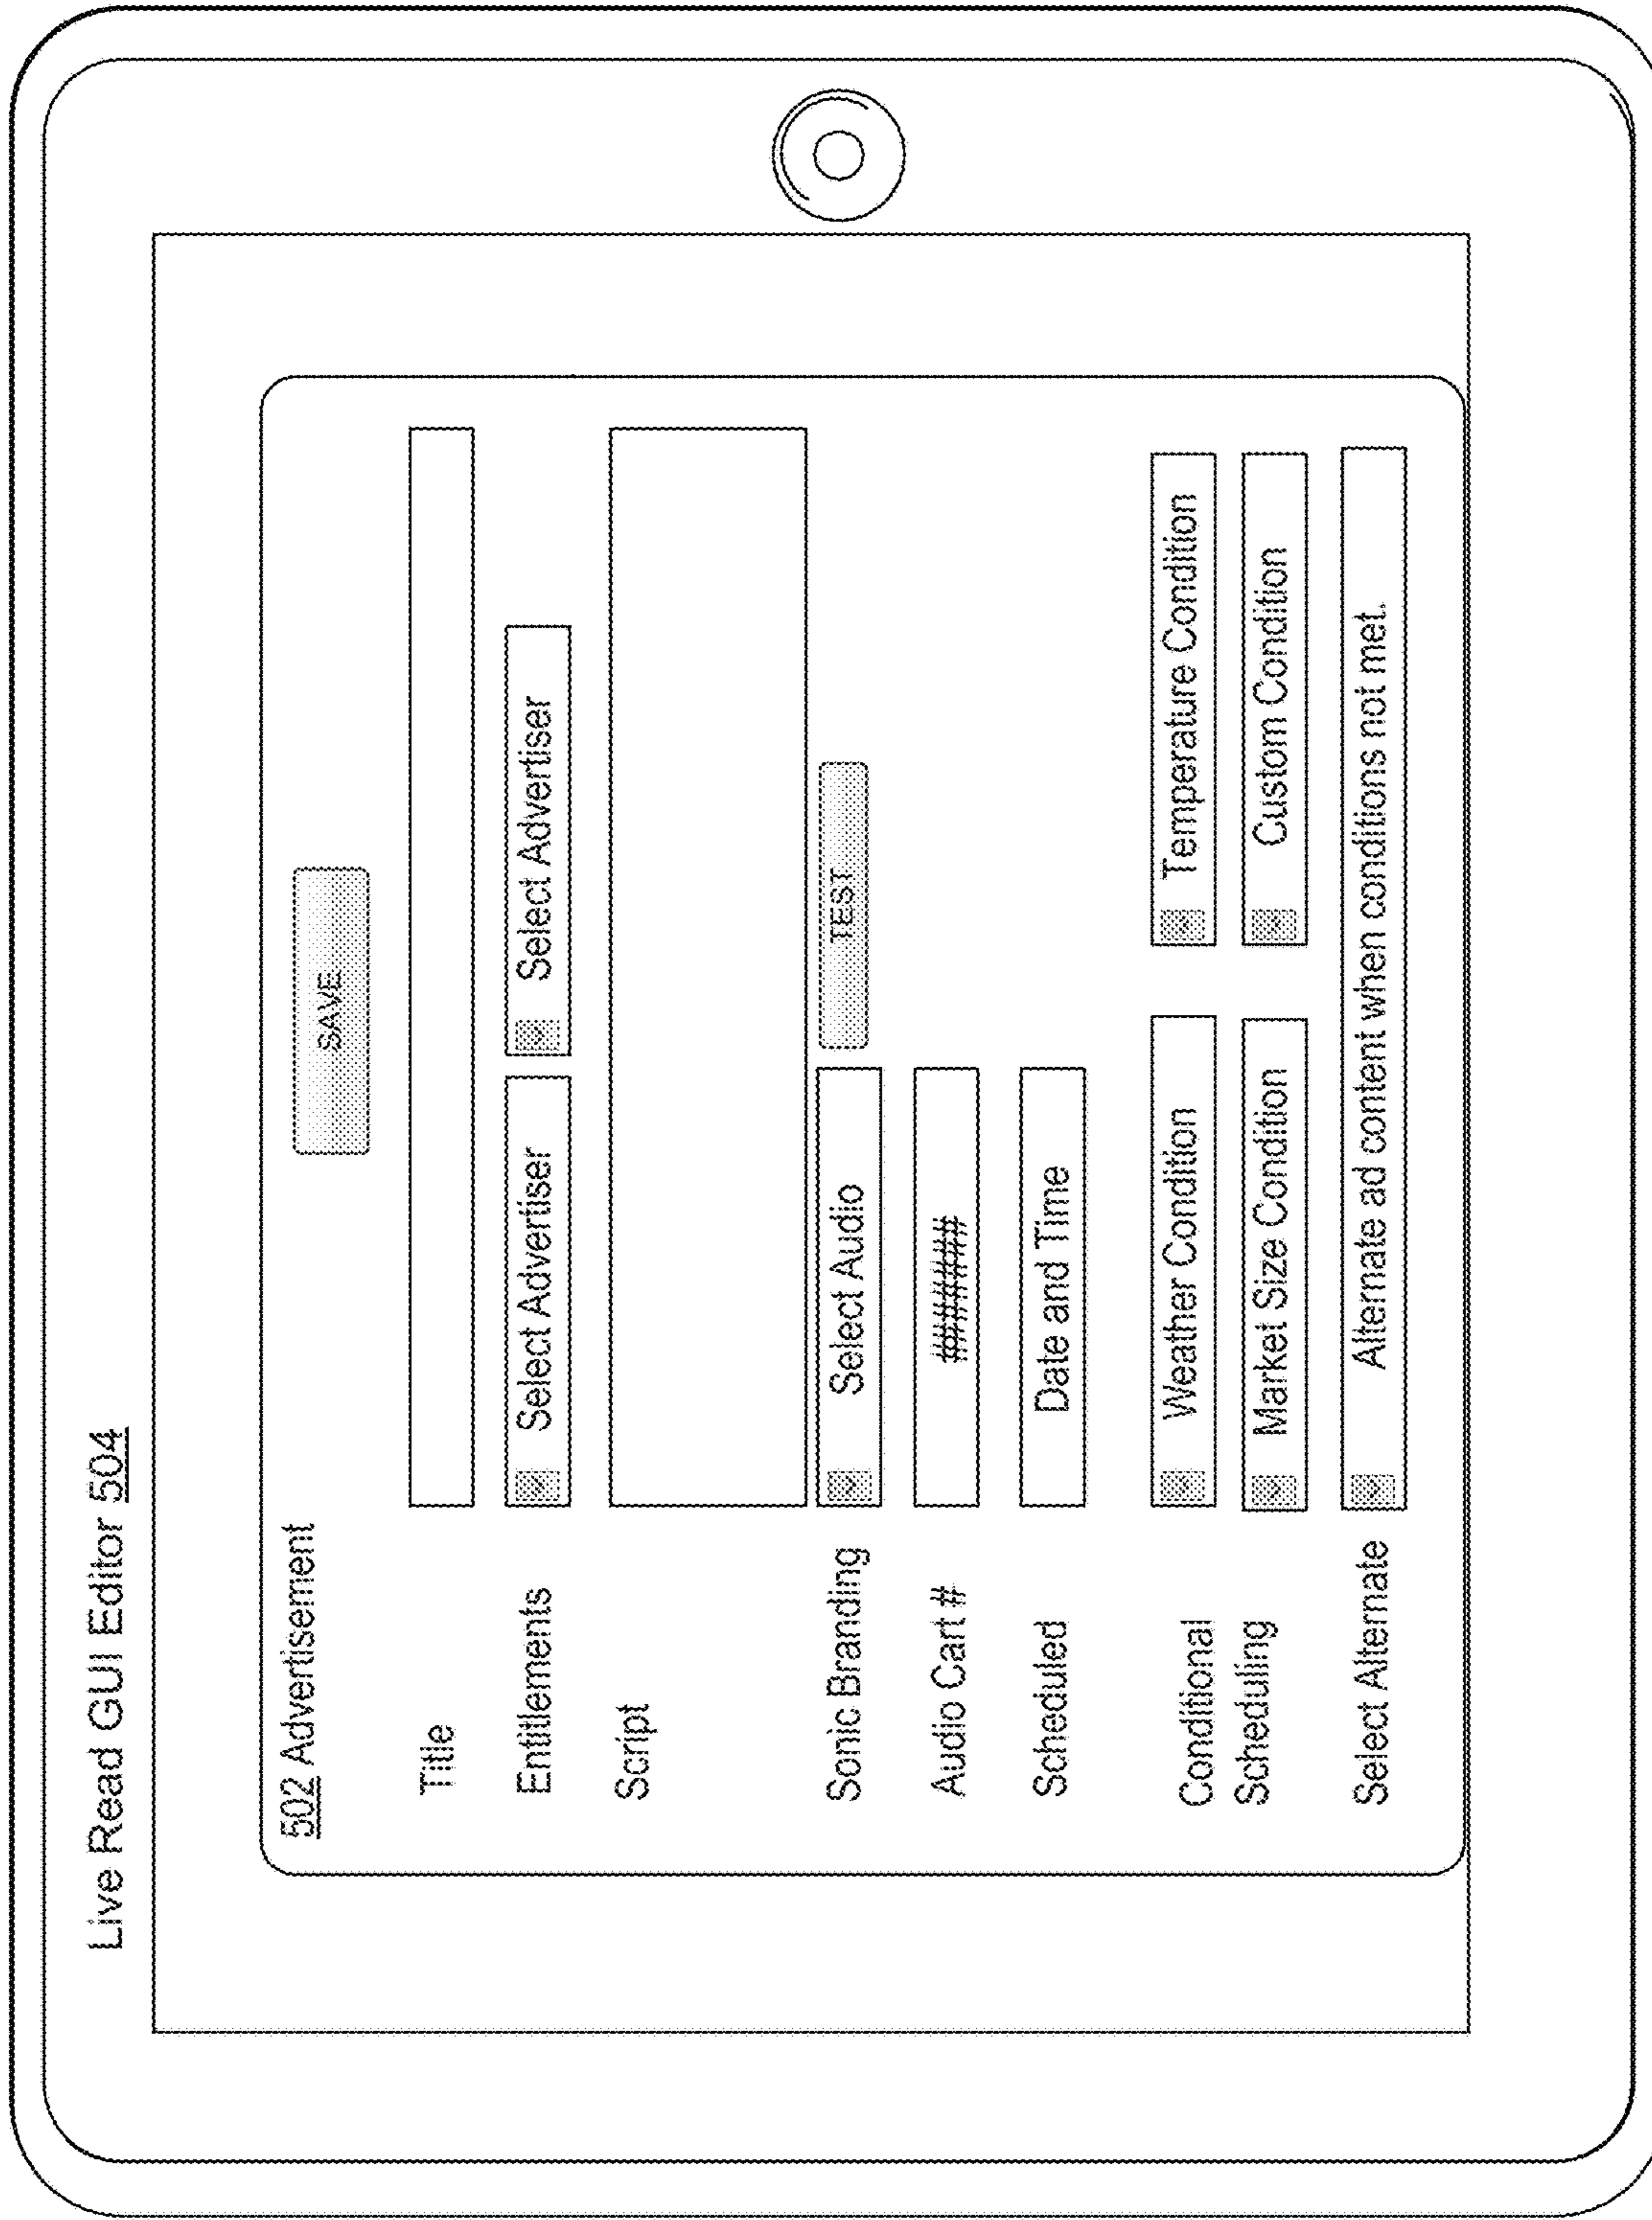 Live Read GUI Editor 504
502 Advertisement
SAVE
Title
Entitlements Select Advertiser Select Advertiser
Script
Sonic Branding Select Audio TEST
Audio Cart # ######
Scheduled Date and Time
Conditional Weather Condition Temperature Condition
Scheduling Market Size Condition Custom Condition
Select Alternate Alternate ad content when conditions not met.